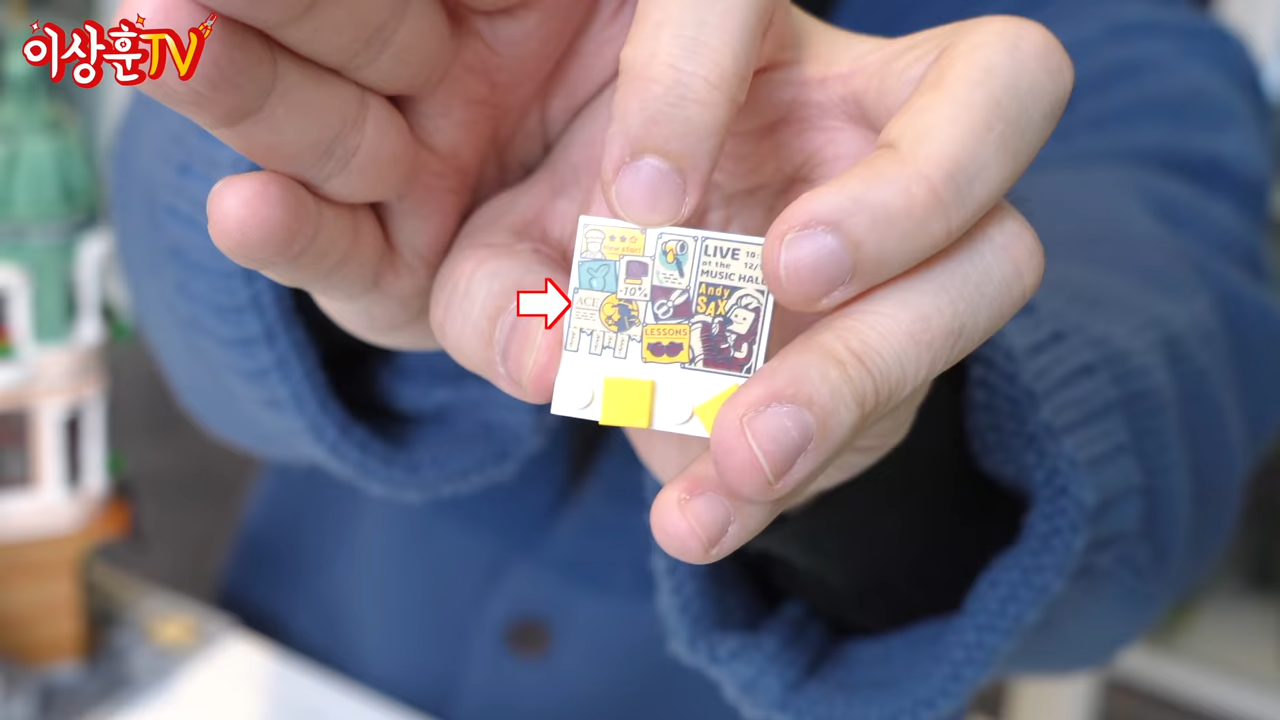 이상훈TV
new star!
LIVE 10:
at the 12/
MUSIC HALL
-10%
Andy
ACE
SAX
LESSONS